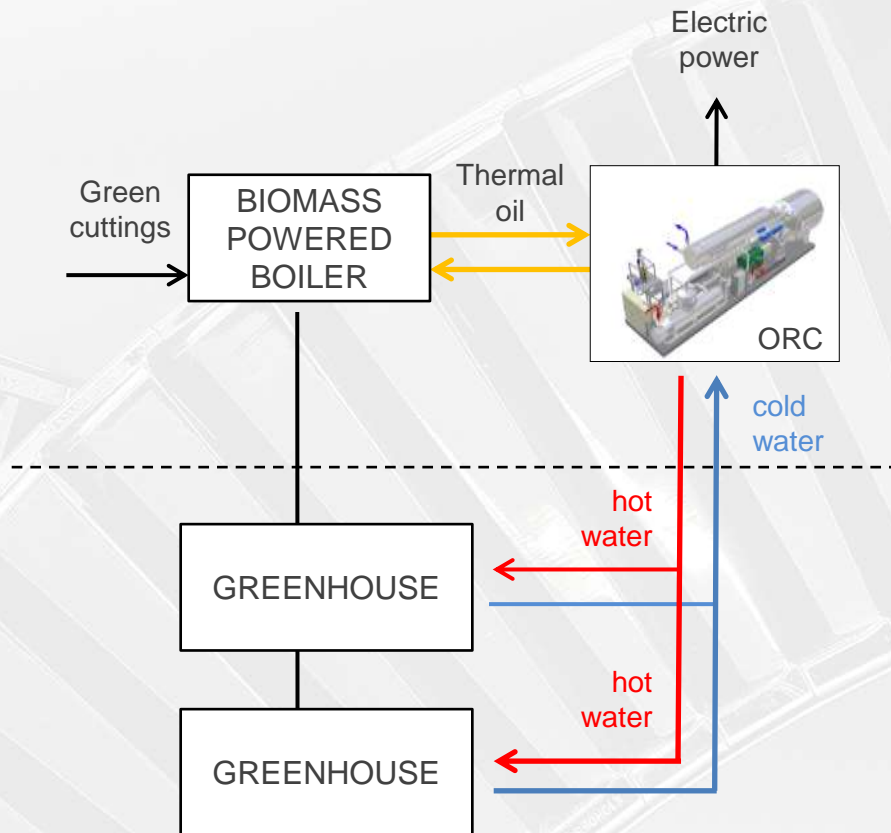 Electric
power
Green
cuttings
BIOMASS
POWERED
BOILER
Thermal
oil
ORC
cold
water
hot
water
GREENHOUSE
hot
water
GREENHOUSE